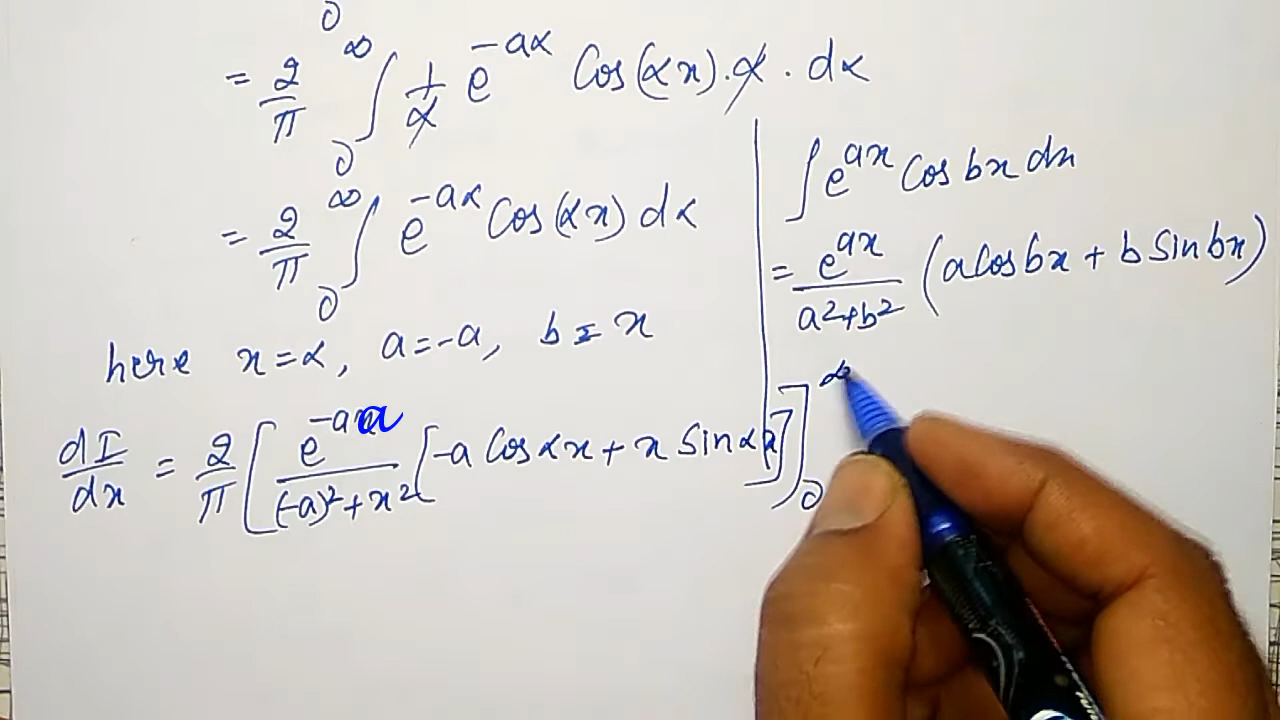 = 2/π ∫₀^∞ 1/α e^{-aα} Cos(αx).α . dα
= 2/π ∫₀^∞ e^{-aα} Cos(αx) dα
here x=α, a=-a, b=x
dI/dx = 2/π [e^{-aα}/((-a)²+x²) [-a Cos αx + x Sin αx]]₀^∞
∫ e^{ax} Cos bx dx
= e^{ax}/(a²+b²) (a Cos bx + b Sin bx)